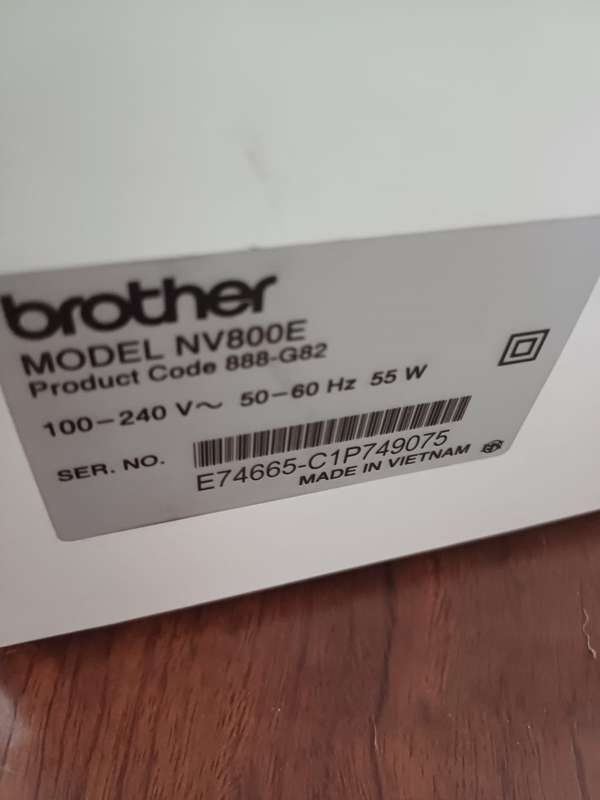 brother
MODEL NV800E
Product Code 888-G82
100-240 V~ 50-60 Hz 55 W
SER. NO.
E74665-C1P749075
MADE IN VIETNAM